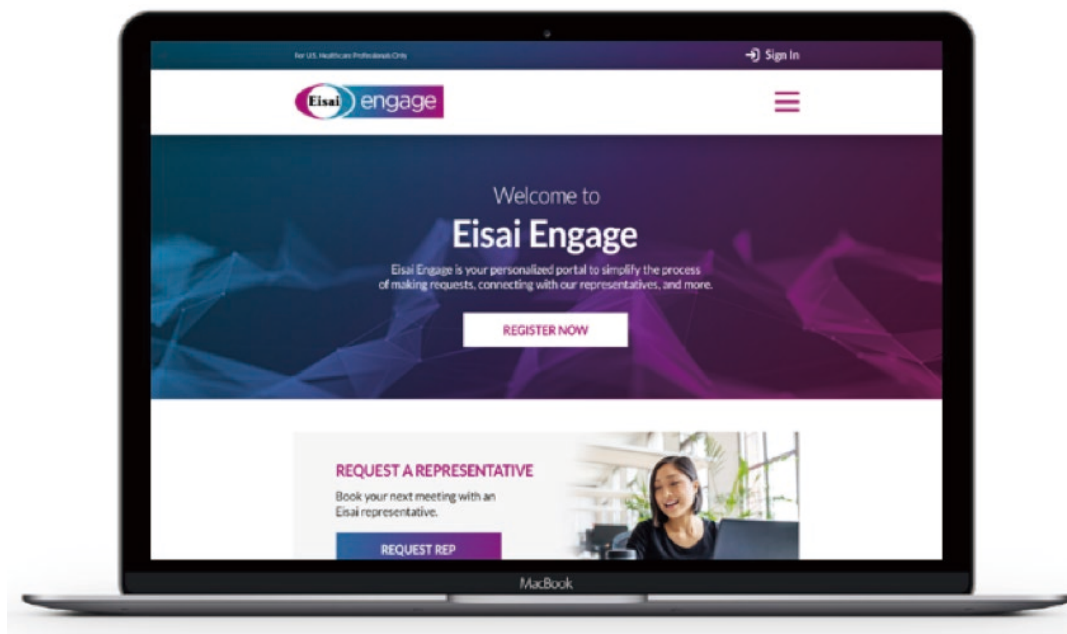 For U.S. Healthcare Professionals Only
Sign In
Eisai engage
Welcome to
Eisai Engage
Eisai Engage is your personalized portal to simplify the process
of making requests, connecting with our representatives, and more.
REGISTER NOW
REQUEST A REPRESENTATIVE
Book your next meeting with an
Eisai representative.
REQUEST REP
MacBook